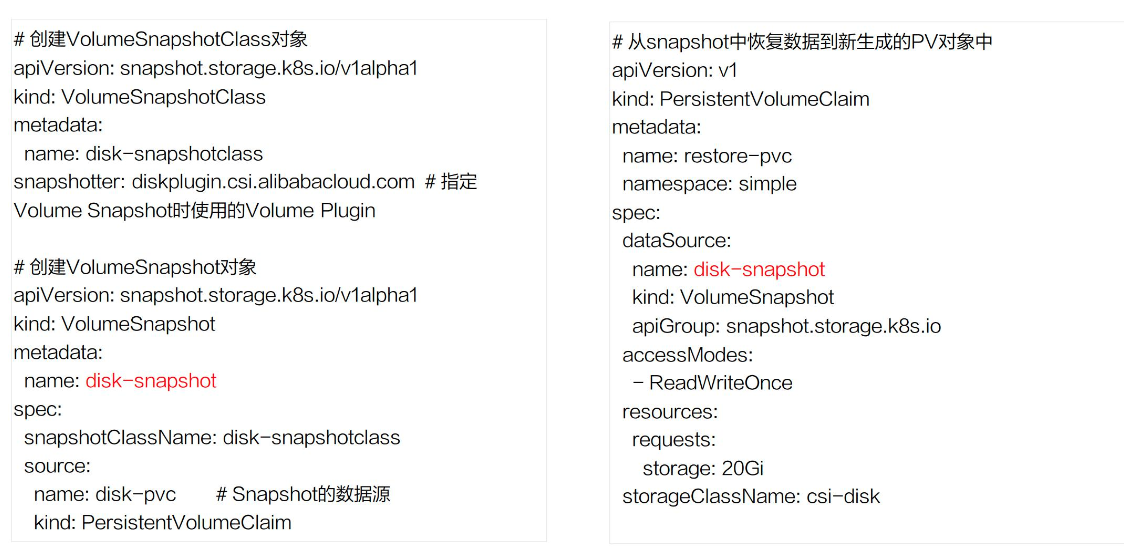 # 创建VolumeSnapshotClass对象
apiVersion: snapshot.storage.k8s.io/v1alpha1
kind: VolumeSnapshotClass
metadata:
  name: disk-snapshotclass
snapshotter: diskplugin.csi.alibabacloud.com  # 指定
Volume Snapshot时使用的Volume Plugin

# 创建VolumeSnapshot对象
apiVersion: snapshot.storage.k8s.io/v1alpha1
kind: VolumeSnapshot
metadata:
  name: disk-snapshot
spec:
  snapshotClassName: disk-snapshotclass
  source:
    name: disk-pvc       # Snapshot的数据源
    kind: PersistentVolumeClaim

# 从snapshot中恢复数据到新生成的PV对象中
apiVersion: v1
kind: PersistentVolumeClaim
metadata:
  name: restore-pvc
  namespace: simple
spec:
  dataSource:
    name: disk-snapshot
    kind: VolumeSnapshot
    apiGroup: snapshot.storage.k8s.io
  accessModes:
    - ReadWriteOnce
  resources:
    requests:
      storage: 20Gi
  storageClassName: csi-disk